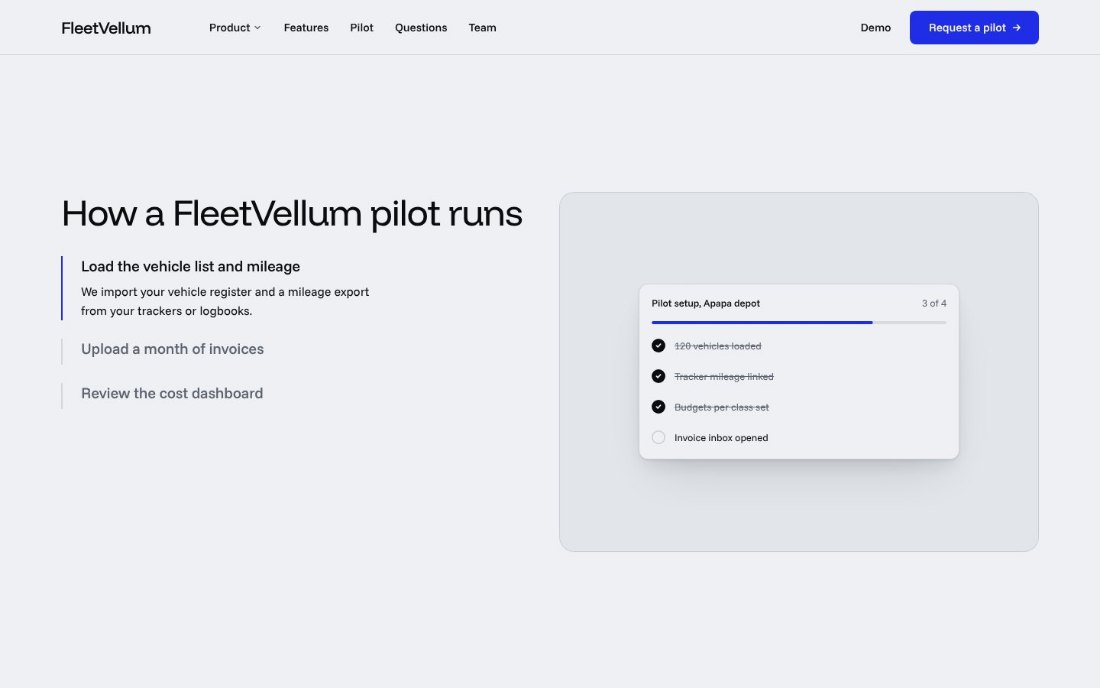 FleetVellum
Product
Features
Pilot
Questions
Team
Demo
Request a pilot →
How a FleetVellum pilot runs
Load the vehicle list and mileage
We import your vehicle register and a mileage export
from your trackers or logbooks.
Upload a month of invoices
Review the cost dashboard
Pilot setup, Apapa depot
3 of 4
120 vehicles loaded
Tracker mileage linked
Budgets per class set
Invoice inbox opened